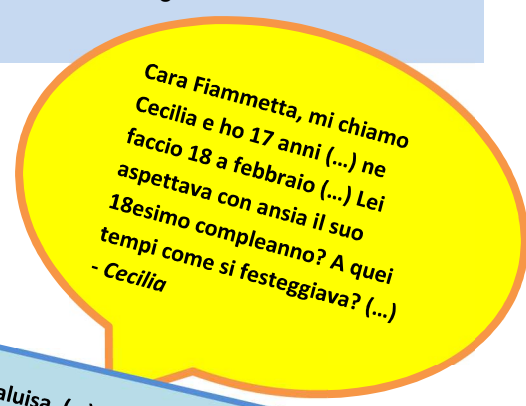 Cara Fiammetta, mi chiamo
Cecilia e ho 17 anni (…) ne
faccio 18 a febbraio (…) Lei
aspettava con ansia il suo
18esimo compleanno? A quei
tempi come si festeggiava? (…)
- Cecilia